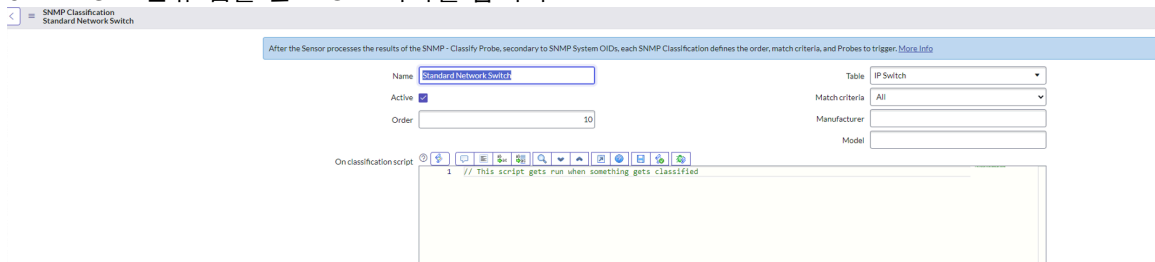 SNMP Classification
Standard Network Switch
After the Sensor processes the results of the SNMP - Classify Probe, secondary to SNMP System OIDs, each SNMP Classification defines the order, match criteria, and Probes to trigger. More Info
Name Standard Network Switch
Table IP Switch
Active
Match criteria All
Order 10
Manufacturer
Model
On classification script
1 // This script gets run when something gets classified